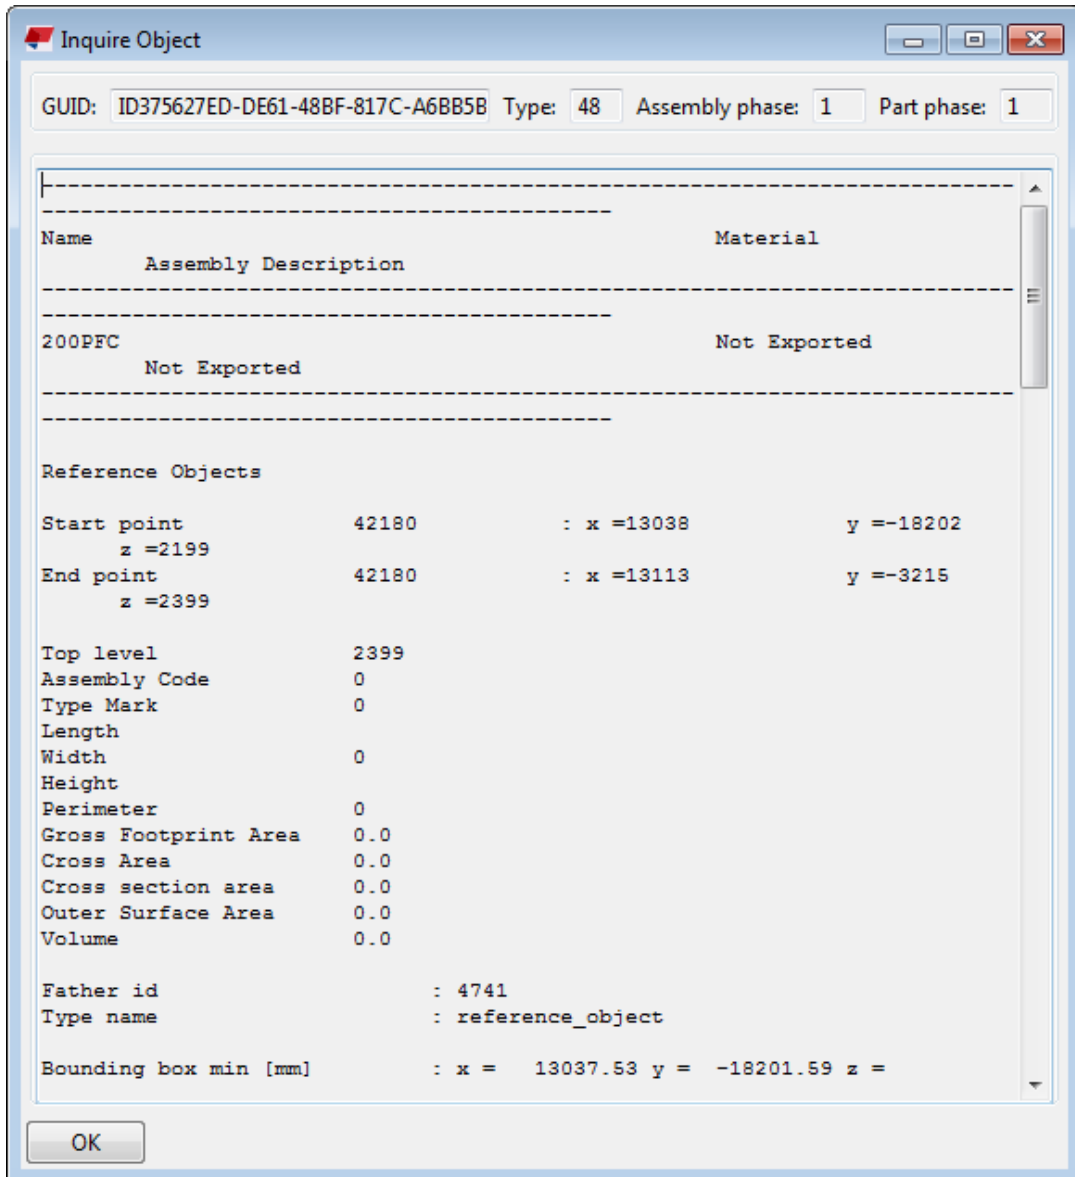 Inquire Object
GUID: ID375627ED-DE61-48BF-817C-A6BB5B Type: 48 Assembly phase: 1 Part phase: 1
---------------------------------------------------------------------------
--------------------------------------------
Name Material
Assembly Description
---------------------------------------------------------------------------
--------------------------------------------
200PFC Not Exported
Not Exported
---------------------------------------------------------------------------
--------------------------------------------
Reference Objects
Start point 42180 : x =13038 y =-18202
z =2199
End point 42180 : x =13113 y =-3215
z =2399
Top level 2399
Assembly Code 0
Type Mark 0
Length
Width 0
Height
Perimeter 0
Gross Footprint Area 0.0
Cross Area 0.0
Cross section area 0.0
Outer Surface Area 0.0
Volume 0.0
Father id : 4741
Type name : reference_object
Bounding box min [mm] : x = 13037.53 y = -18201.59 z =
OK